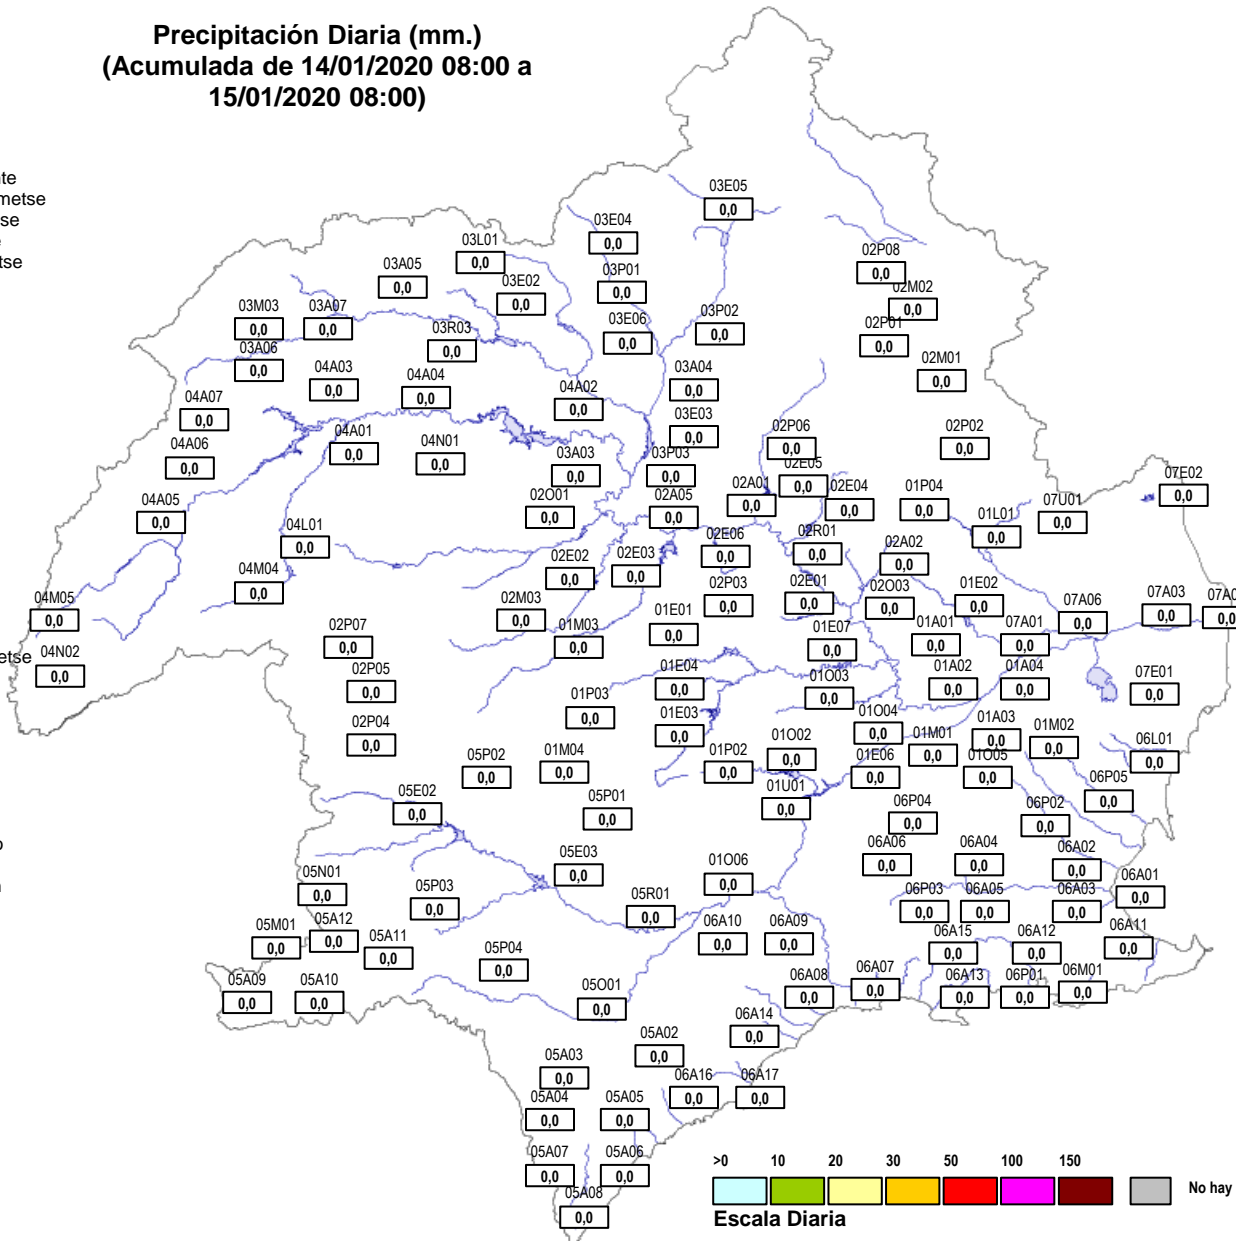 Precipitación Diaria (mm.)
(Acumulada de 14/01/2020 08:00 a
15/01/2020 08:00)
03E05
0,0
03E04
0,0
03L01
0,0
02P08
0,0
03A05
0,0
03P01
0,0
03E02
0,0
02M02
0,0
03M03
0,0
03A07
0,0
03P02
0,0
03E06
0,0
03R03
0,0
02P01
0,0
03A06
0,0
02M01
0,0
04A03
0,0
04A04
0,0
03A04
0,0
04A02
0,0
04A07
0,0
03E03
0,0
04A01
0,0
04N01
0,0
02P06
0,0
02P02
0,0
04A06
0,0
03A03
0,0
03P03
0,0
02E05
0,0
07E02
0,0
04A05
0,0
02O01
0,0
02A05
0,0
02A01
0,0
02E04
0,0
01P04
0,0
07U01
0,0
01L01
0,0
04L01
0,0
02E06
0,0
02R01
0,0
02A02
0,0
02E02
0,0
02E03
0,0
04M04
0,0
04M05
0,0
02M03
0,0
02P03
0,0
02E01
0,0
02O03
0,0
01E02
0,0
07A06
0,0
07A03
0,0
07A0
0,0
01E01
0,0
02P07
0,0
01M03
0,0
01E07
0,0
01A01
0,0
07A01
0,0
etse
04N02
0,0
02P05
0,0
01E04
0,0
01O03
0,0
01A02
0,0
01A04
0,0
07E01
0,0
01P03
0,0
02P04
0,0
01E03
0,0
01O04
0,0
01A03
0,0
01M02
0,0
01M01
0,0
06L01
0,0
05P02
0,0
01M04
0,0
01P02
0,0
01O02
0,0
01E06
0,0
01O05
0,0
06P05
0,0
05E02
0,0
05P01
0,0
01U01
0,0
06P04
0,0
06P02
0,0
05E03
0,0
01O06
0,0
06A06
0,0
06A04
0,0
06A02
0,0
05N01
0,0
05P03
0,0
05R01
0,0
06P03
0,0
06A05
0,0
06A03
0,0
06A01
0,0
05M01
0,0
05A12
0,0
05A11
0,0
05P04
0,0
06A10
0,0
06A09
0,0
06A15
0,0
06A12
0,0
06A11
0,0
05A09
0,0
05A10
0,0
05O01
0,0
06A08
0,0
06A07
0,0
06A13
0,0
06P01
0,0
06M01
0,0
05A02
0,0
06A14
0,0
05A03
0,0
06A16
0,0
06A17
0,0
05A04
0,0
05A05
0,0
05A07
0,0
05A06
0,0
05A08
0,0
>0 10 20 30 50 100 150
No hay
Escala Diaria